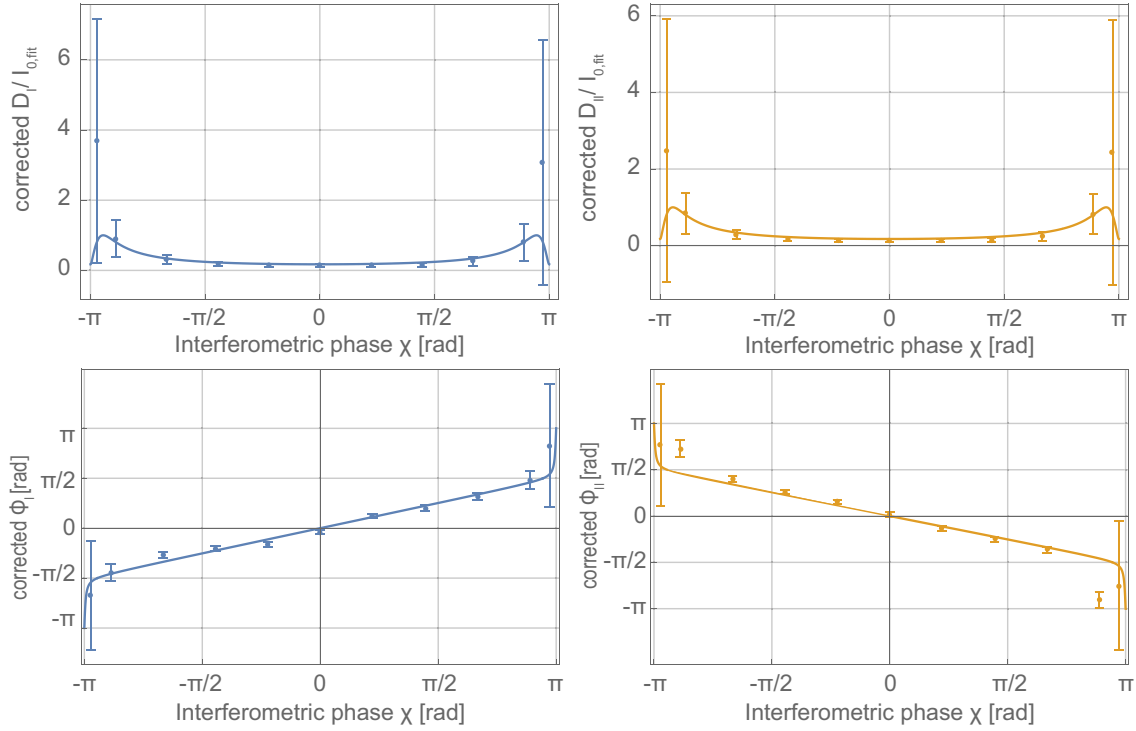 corrected D_I / I_0,fit
6
4
2
0
-π
-π/2
0
π/2
π
Interferometric phase χ [rad]
corrected D_II / I_0,fit
6
4
2
0
-π
-π/2
0
π/2
π
Interferometric phase χ [rad]
corrected Φ_I [rad]
π
π/2
0
-π/2
-π
-π
-π/2
0
π/2
π
Interferometric phase χ [rad]
corrected Φ_II [rad]
π
π/2
0
-π/2
-π
-π
-π/2
0
π/2
π
Interferometric phase χ [rad]